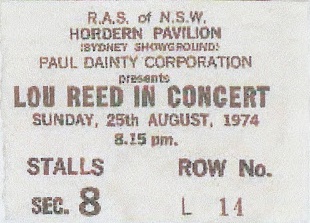 R.A.S. of N.S.W.
HORDERN PAVILION
(SYDNEY SHOWGROUND)
PAUL DAINTY CORPORATION
presents
LOU REED IN CONCERT
SUNDAY, 25th AUGUST, 1974
8.15 pm.
STALLS ROW No.
SEC. 8 L 14